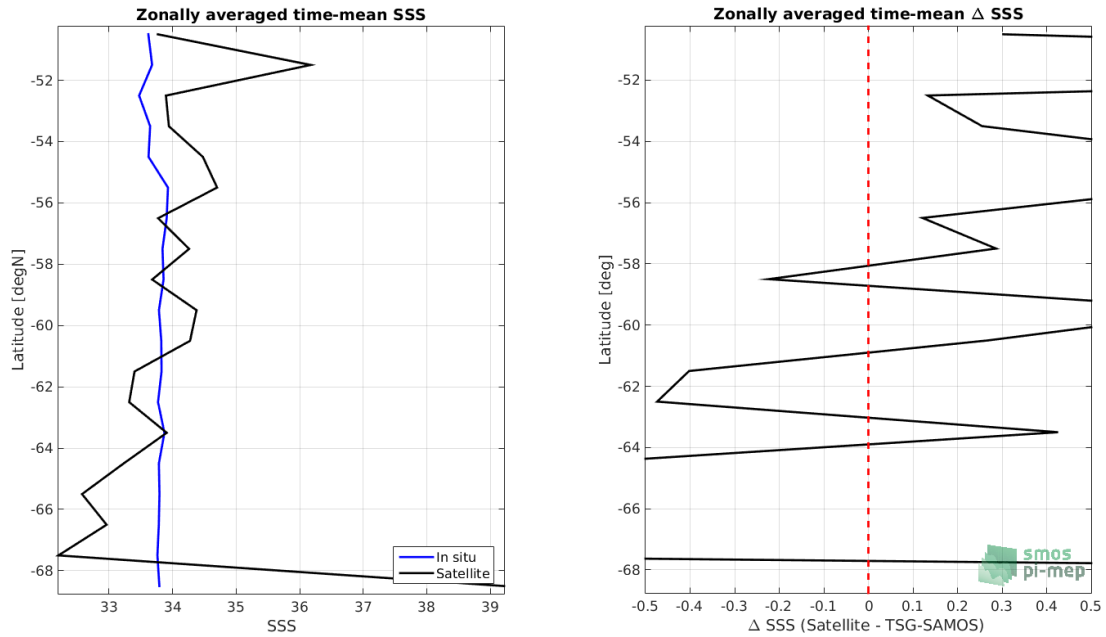 Zonally averaged time-mean SSS
-52
-54
-56
-58
-60
-62
-64
-66
-68
Latitude [degN]
33 34 35 36 37 38 39
SSS
In situ
Satellite
Zonally averaged time-mean Δ SSS
-52
-54
-56
-58
-60
-62
-64
-66
-68
Latitude [deg]
-0.5 -0.4 -0.3 -0.2 -0.1 0 0.1 0.2 0.3 0.4 0.5
Δ SSS (Satellite - TSG-SAMOS)
smos
pi-mep